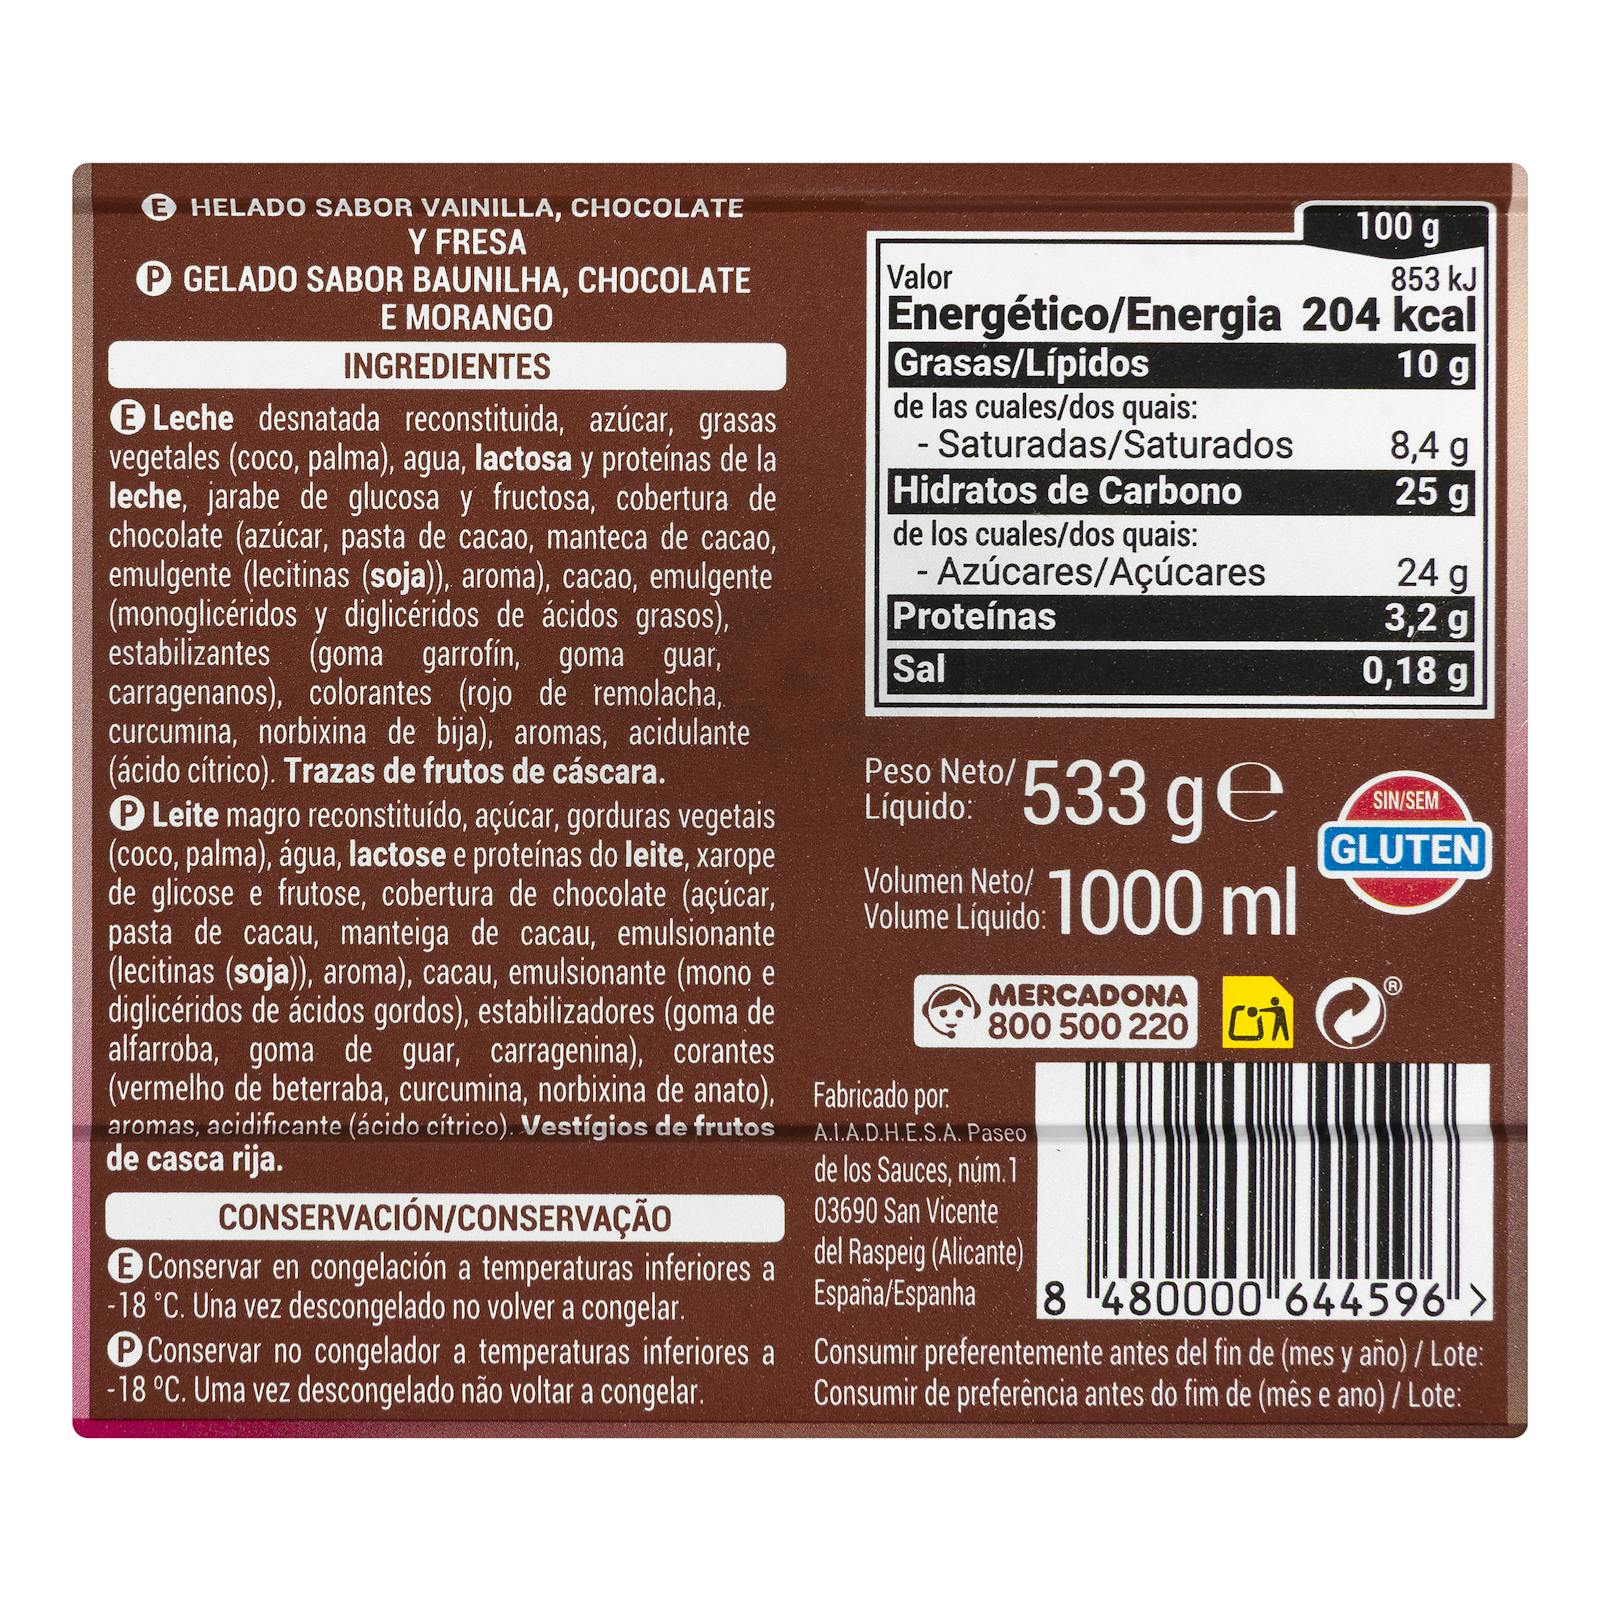 E HELADO SABOR VAINILLA, CHOCOLATE
Y FRESA
P GELADO SABOR BAUNILHA, CHOCOLATE
E MORANGO
INGREDIENTES
E Leche desnatada reconstituida, azúcar, grasas
vegetales (coco, palma), agua, lactosa y proteínas de la
leche, jarabe de glucosa y fructosa, cobertura de
chocolate (azúcar, pasta de cacao, manteca de cacao,
emulgente (lecitinas (soja)), aroma), cacao, emulgente
(monoglicéridos y diglicéridos de ácidos grasos),
estabilizantes (goma garrofín, goma guar,
carragenanos), colorantes (rojo de remolacha,
curcumina, norbixina de bija), aromas, acidulante
(ácido cítrico). Trazas de frutos de cáscara.
P Leite magro reconstituído, açúcar, gorduras vegetais
(coco, palma), água, lactose e proteínas do leite, xarope
de glicose e frutose, cobertura de chocolate (açúcar,
pasta de cacau, manteiga de cacau, emulsionante
(lecitinas (soja)), aroma), cacau, emulsionante (mono e
diglicéridos de ácidos gordos), estabilizadores (goma de
alfarroba, goma de guar, carragenina), corantes
(vermelho de beterraba, curcumina, norbixina de anato),
aromas, acidificante (ácido cítrico). Vestígios de frutos
de casca rija.
CONSERVACIÓN/CONSERVAÇÃO
E Conservar en congelación a temperaturas inferiores a
-18 °C. Una vez descongelado no volver a congelar.
P Conservar no congelador a temperaturas inferiores a
-18 ºC. Uma vez descongelado não voltar a congelar.
100 g
Valor 853 kJ
Energético/Energia 204 kcal
Grasas/Lípidos 10 g
de las cuales/dos quais:
- Saturadas/Saturados 8,4 g
Hidratos de Carbono 25 g
de los cuales/dos quais:
- Azúcares/Açúcares 24 g
Proteínas 3,2 g
Sal 0,18 g
Peso Neto/
Líquido: 533 g ℮
Volumen Neto/
Volume Líquido: 1000 ml
SIN/SEM
GLUTEN
MERCADONA
800 500 220
®
Fabricado por:
A.I.A.D.H.E.S.A. Paseo
de los Sauces, núm.1
03690 San Vicente
del Raspeig (Alicante)
España/Espanha
8 480000 644596 >
Consumir preferentemente antes del fin de (mes y año) / Lote:
Consumir de preferência antes do fim de (mês e ano) / Lote: